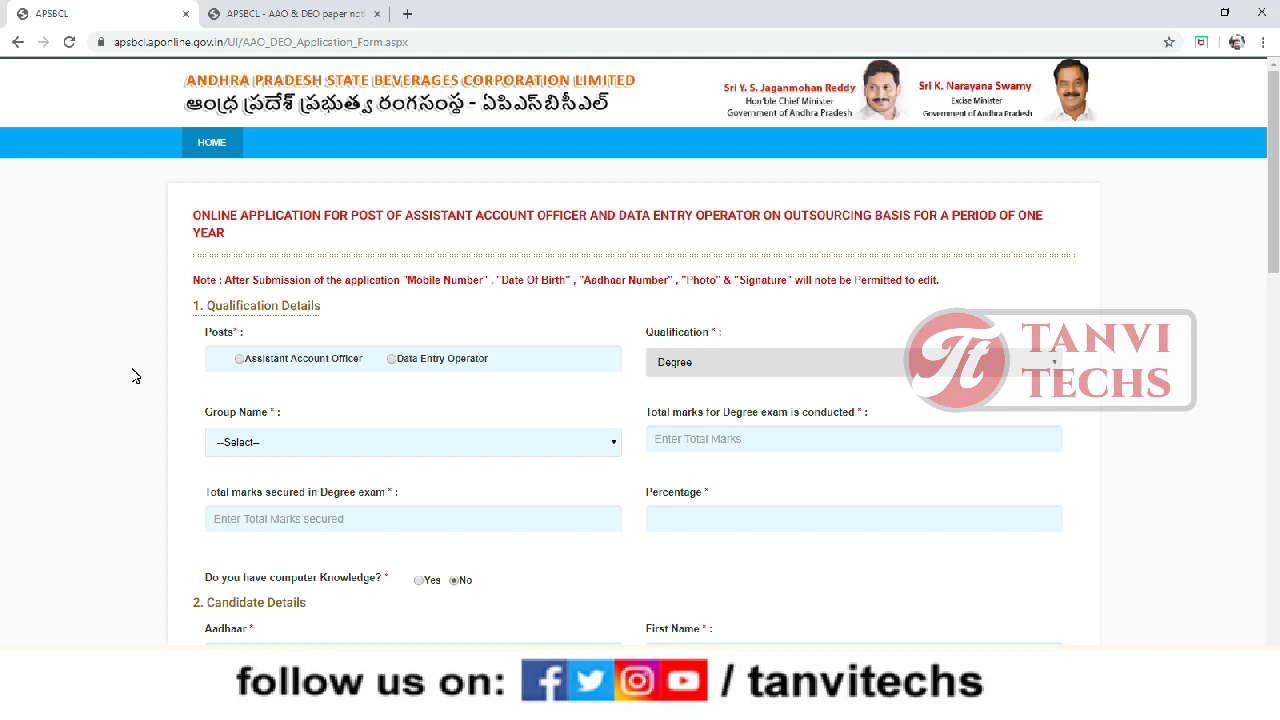 APSBCL
APSBCL - AAO & DEO paper noti
apsbcl.aponline.gov.in/UI/AAO_DEO_Application_Form.aspx
ANDHRA PRADESH STATE BEVERAGES CORPORATION LIMITED
ఆంధ్ర ప్రదేశ్ ప్రభుత్వ రంగసంస్థ - ఏపిఎస్‌బిసీఎల్
Sri Y. S. Jaganmohan Reddy
Hon'ble Chief Minister
Government of Andhra Pradesh
Sri K. Narayana Swamy
Excise Minister
Government of Andhra Pradesh
HOME
ONLINE APPLICATION FOR POST OF ASSISTANT ACCOUNT OFFICER AND DATA ENTRY OPERATOR ON OUTSOURCING BASIS FOR A PERIOD OF ONE
YEAR
Note : After Submission of the application "Mobile Number" , "Date Of Birth" , "Aadhaar Number" , "Photo" & "Signature" will note be Permitted to edit.
1. Qualification Details
Posts* :
Qualification * :
Assistant Account Officer Data Entry Operator
Degree
TANVI
TECHS
Group Name * :
Total marks for Degree exam is conducted * :
--Select--
Enter Total Marks
Total marks secured in Degree exam * :
Percentage *
Enter Total Marks secured
Do you have computer Knowledge? * Yes No
2. Candidate Details
Aadhaar *
First Name * :
follow us on: / tanvitechs